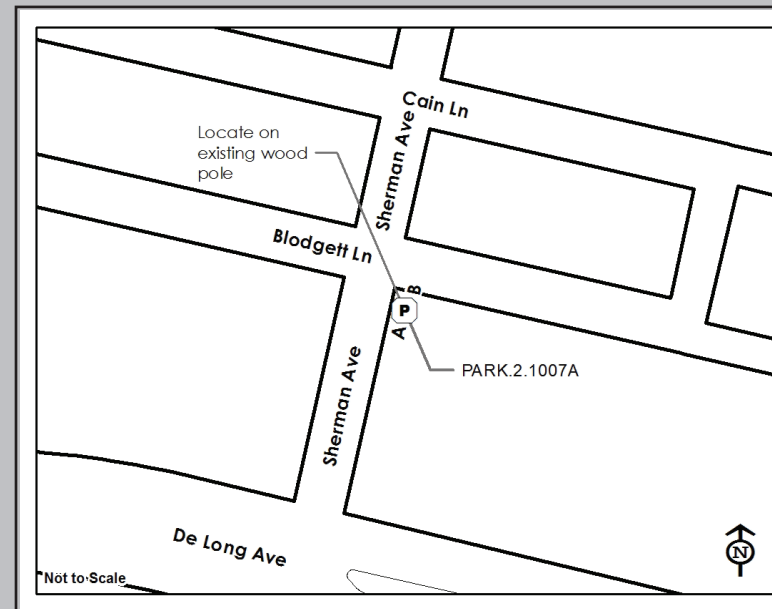 Cain Ln
Locate on
existing wood
pole
Sherman Ave
Blodgett Ln
B
P
A
PARK.2.1007A
Sherman Ave
De Long Ave
N
Not to Scale